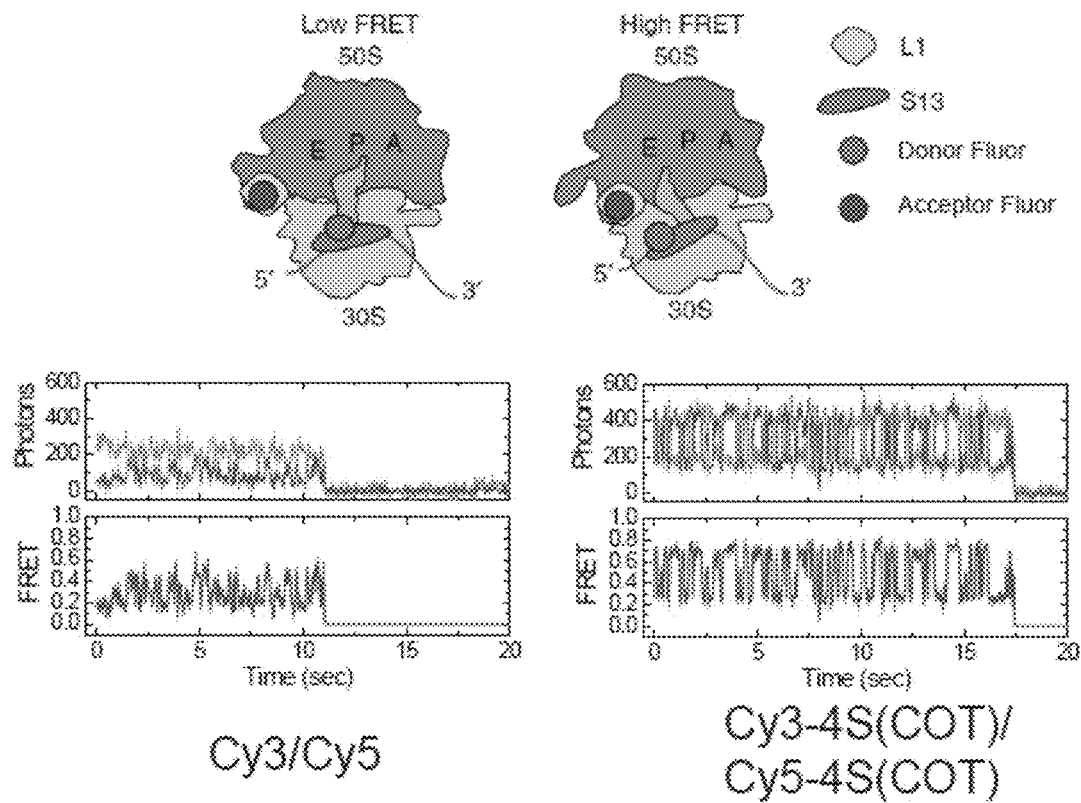 Low FRET
50S
E P A
5'
3'
30S
High FRET
50S
E P A
5'
3'
30S
L1
S13
Donor Fluor
Acceptor Fluor
Photons
600
400
200
0
FRET
1.0
0.8
0.6
0.4
0.2
0.0
0 5 10 15 20
Time (sec)
Cy3/Cy5
Photons
600
400
200
0
FRET
1.0
0.8
0.6
0.4
0.2
0.0
0 5 10 15 20
Time (sec)
Cy3-4S(COT)/
Cy5-4S(COT)